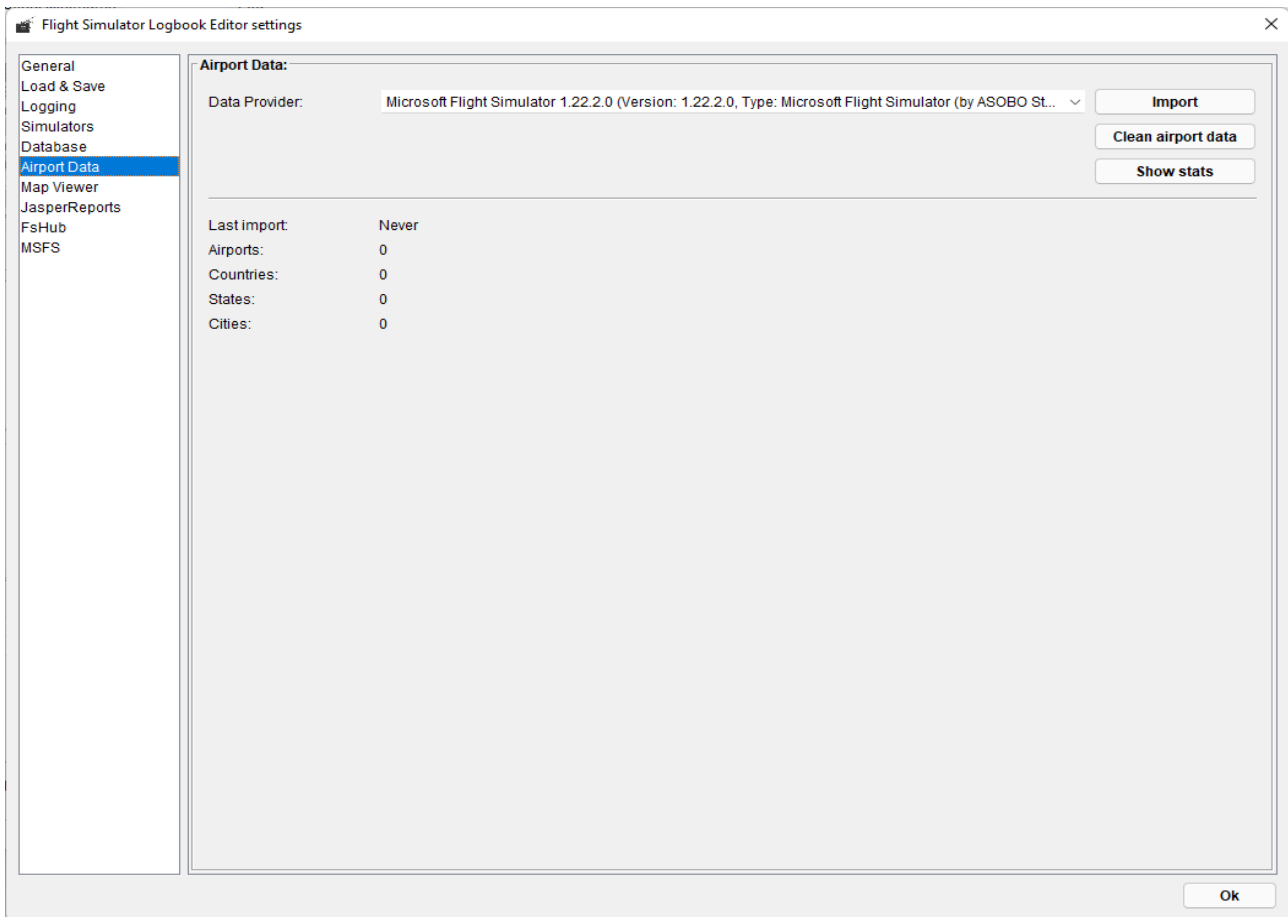 Flight Simulator Logbook Editor settings
General
Load & Save
Logging
Simulators
Database
Airport Data
Map Viewer
JasperReports
FsHub
MSFS
Airport Data:
Data Provider: Microsoft Flight Simulator 1.22.2.0 (Version: 1.22.2.0, Type: Microsoft Flight Simulator (by ASOBO St... Import
Clean airport data
Show stats
Last import: Never
Airports: 0
Countries: 0
States: 0
Cities: 0
Ok